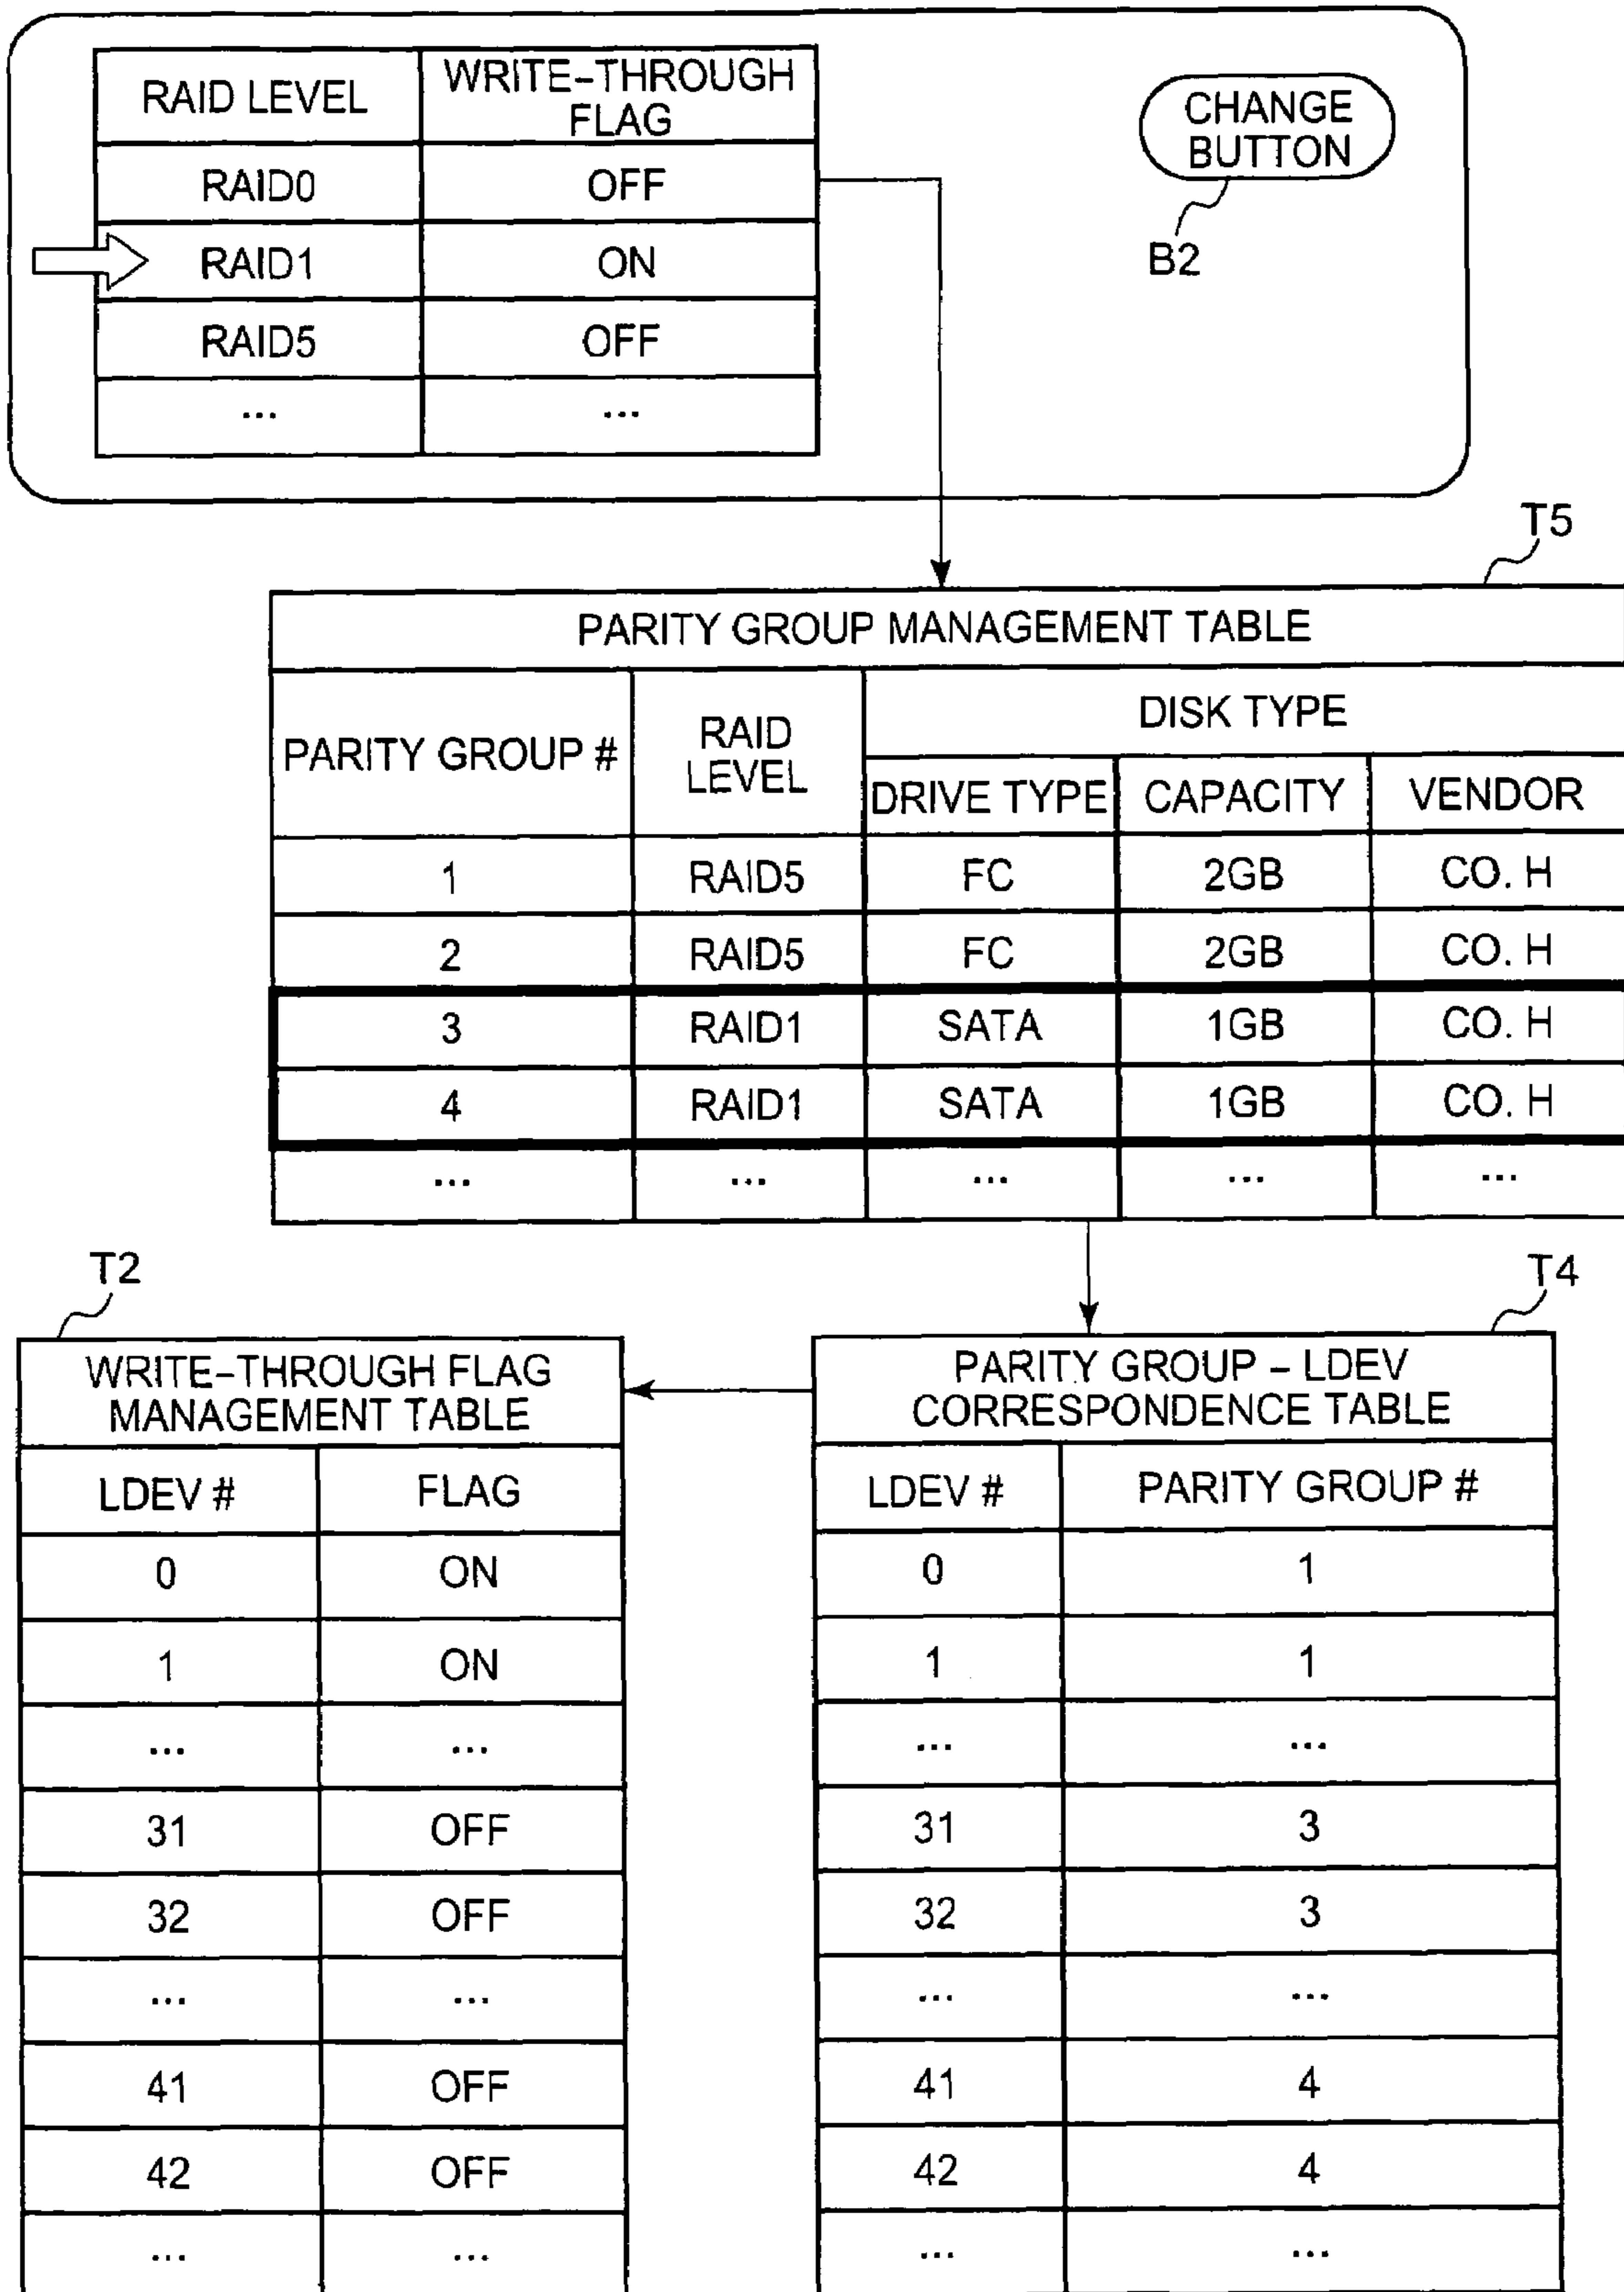 RAID LEVEL WRITE-THROUGH FLAG
RAID0 OFF
RAID1 ON
RAID5 OFF
... ...
CHANGE
BUTTON
B2
T5
PARITY GROUP MANAGEMENT TABLE
PARITY GROUP # RAID LEVEL DISK TYPE
DRIVE TYPE CAPACITY VENDOR
1 RAID5 FC 2GB CO. H
2 RAID5 FC 2GB CO. H
3 RAID1 SATA 1GB CO. H
4 RAID1 SATA 1GB CO. H
... ... ... ... ...
T2
WRITE-THROUGH FLAG
MANAGEMENT TABLE
LDEV # FLAG
0 ON
1 ON
... ...
31 OFF
32 OFF
... ...
41 OFF
42 OFF
... ...
T4
PARITY GROUP - LDEV
CORRESPONDENCE TABLE
LDEV # PARITY GROUP #
0 1
1 1
... ...
31 3
32 3
... ...
41 4
42 4
... ...